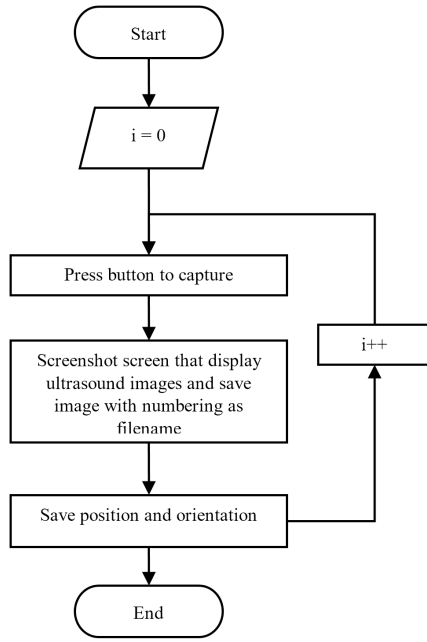 Start
i = 0
Press button to capture
Screenshot screen that display
ultrasound images and save
image with numbering as
filename
i++
Save position and orientation
End